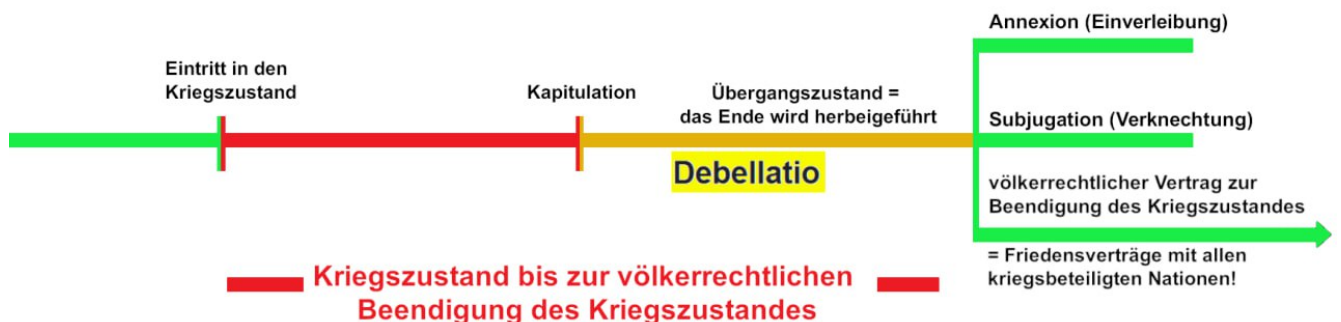 Eintritt in den
Kriegszustand
Kapitulation
Übergangszustand =
das Ende wird herbeigeführt
Debellatio
Annexion (Einverleibung)
Subjugation (Verknechtung)
völkerrechtlicher Vertrag zur
Beendigung des Kriegszustandes
= Friedensverträge mit allen
kriegsbeteiligten Nationen!
Kriegszustand bis zur völkerrechtlichen
Beendigung des Kriegszustandes